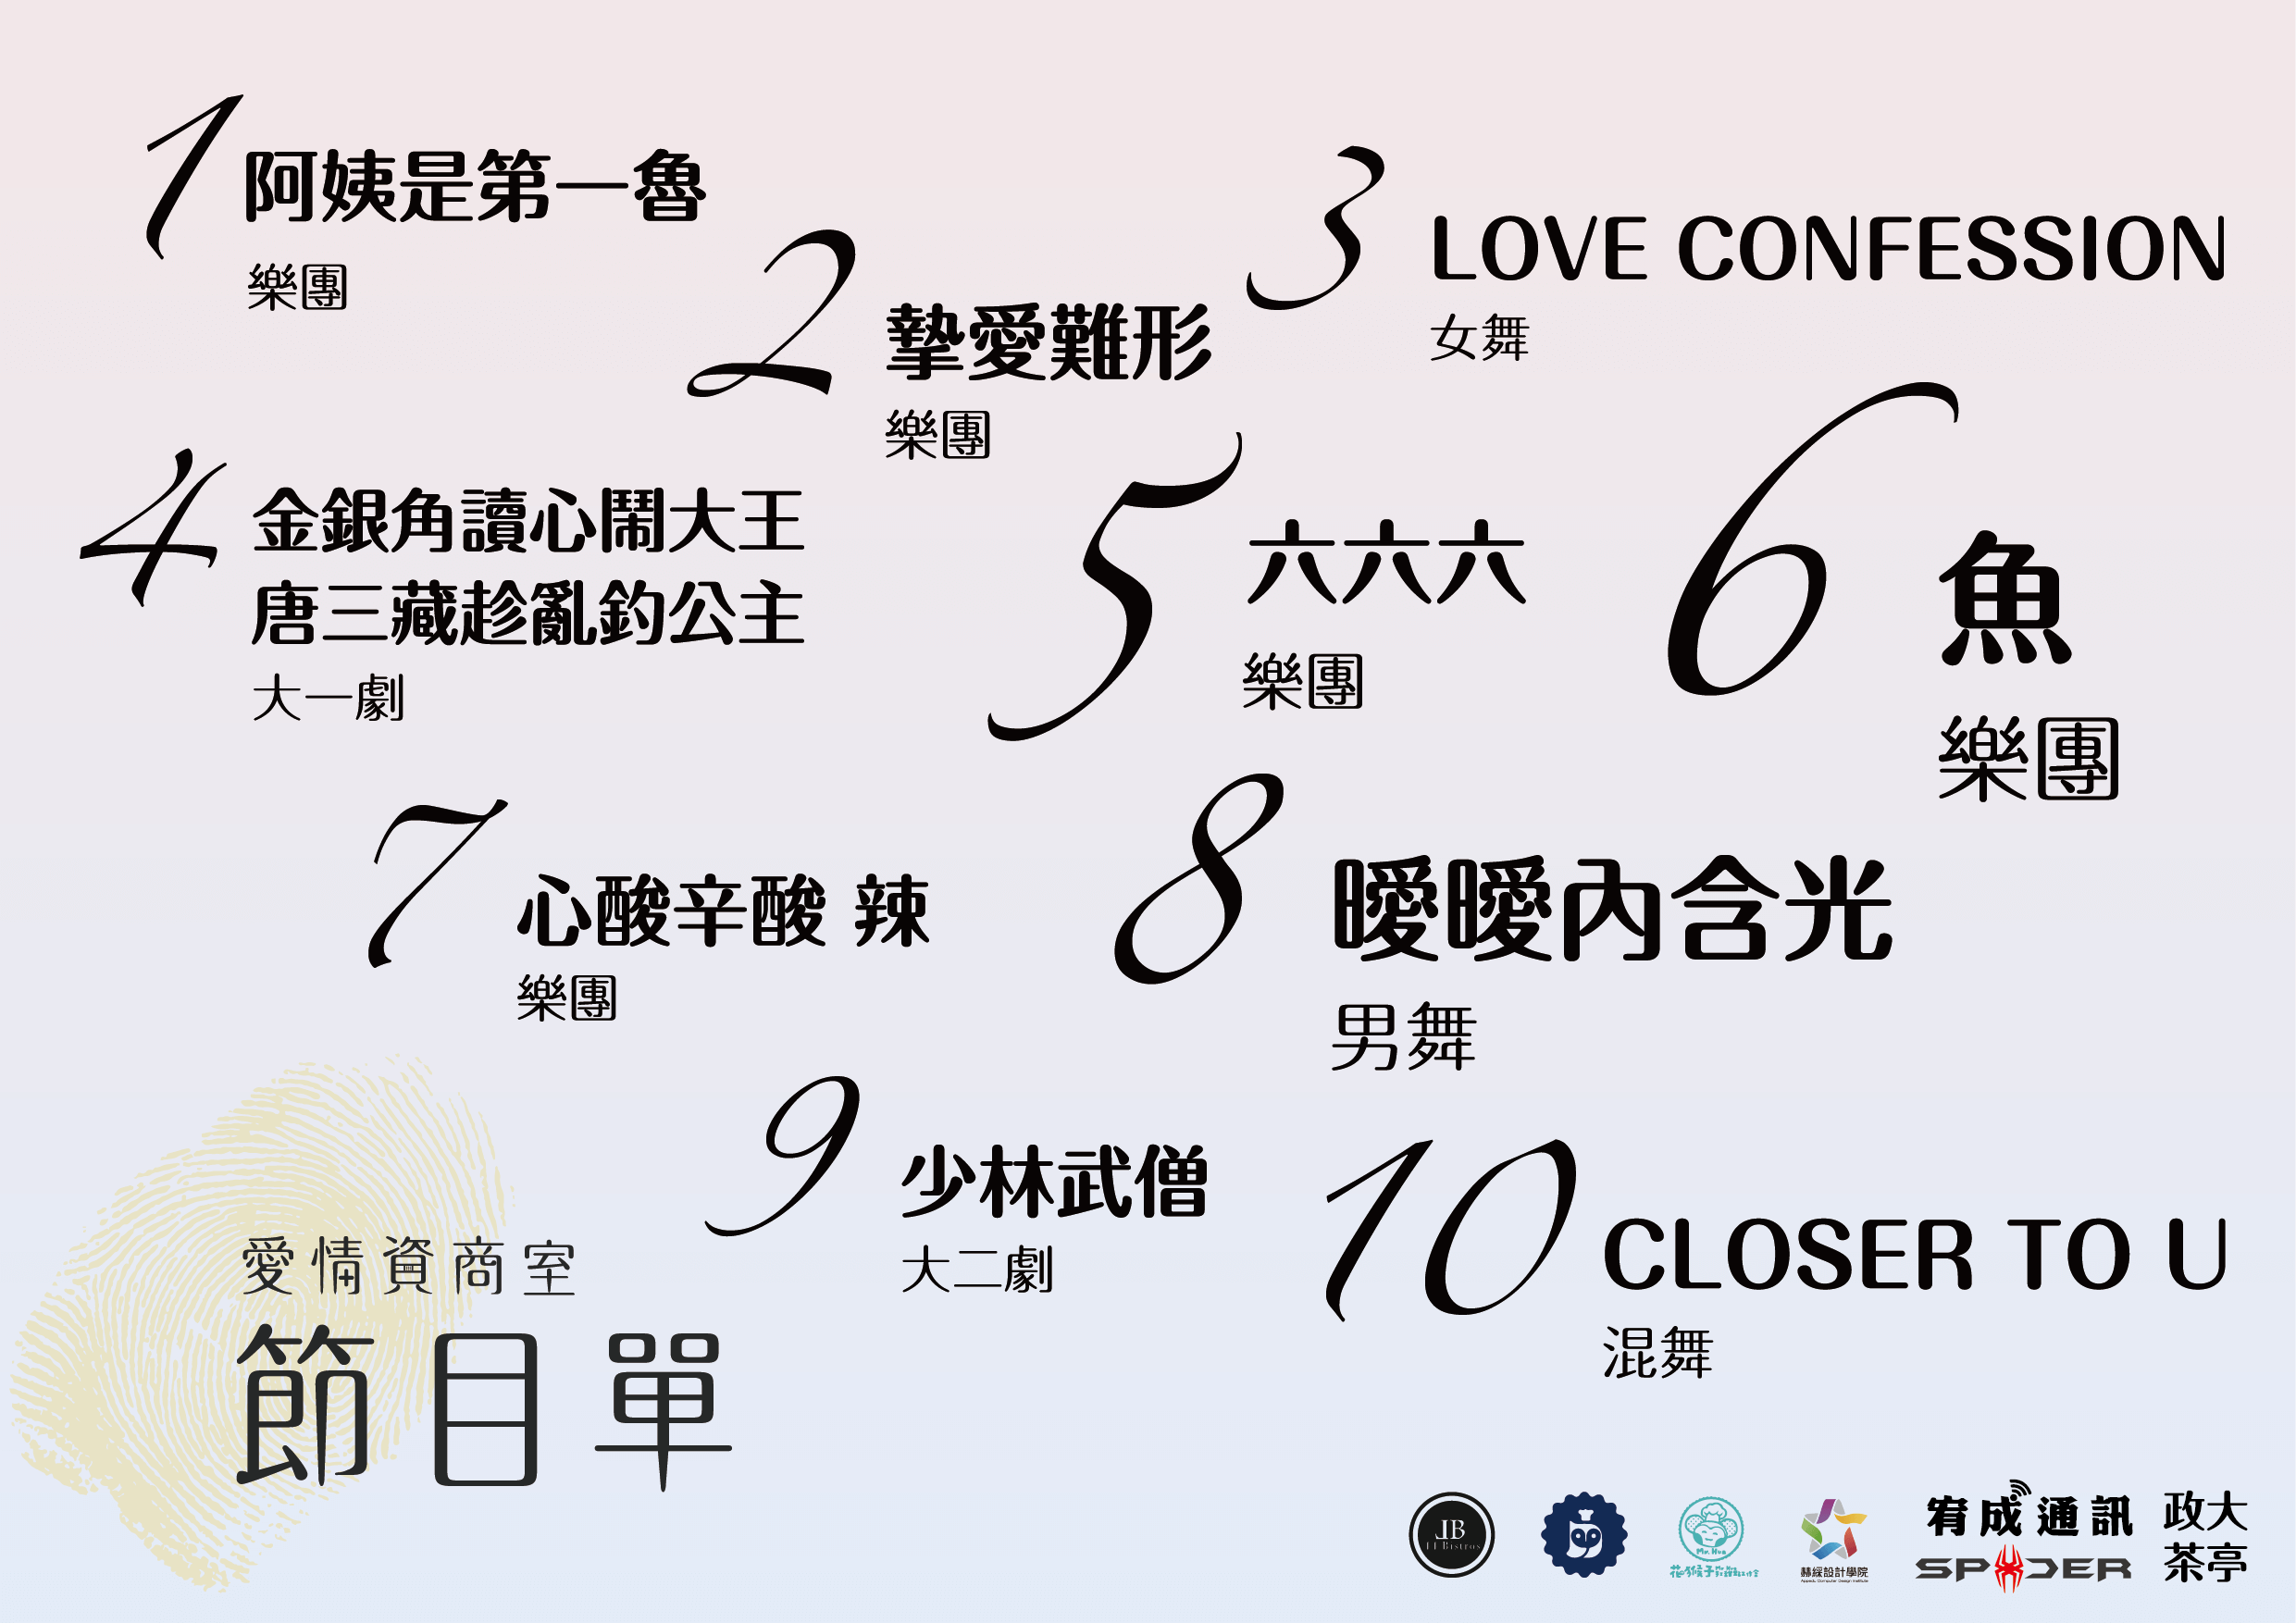 1
阿姨是第一魯
樂團
2
摯愛難形
樂團
3
LOVE CONFESSION
女舞
4
金銀角讀心鬧大王
唐三藏趁亂釣公主
大一劇
5
六六六
樂團
6
魚
樂團
7
心酸辛酸 辣
樂團
8
曖曖內含光
男舞
9
少林武僧
大二劇
10
CLOSER TO U
混舞
愛情資商室
節目單
Mr. Hua
花猴子
赫綵設計學院
宥成通訊
SPIDER
政大
茶亭